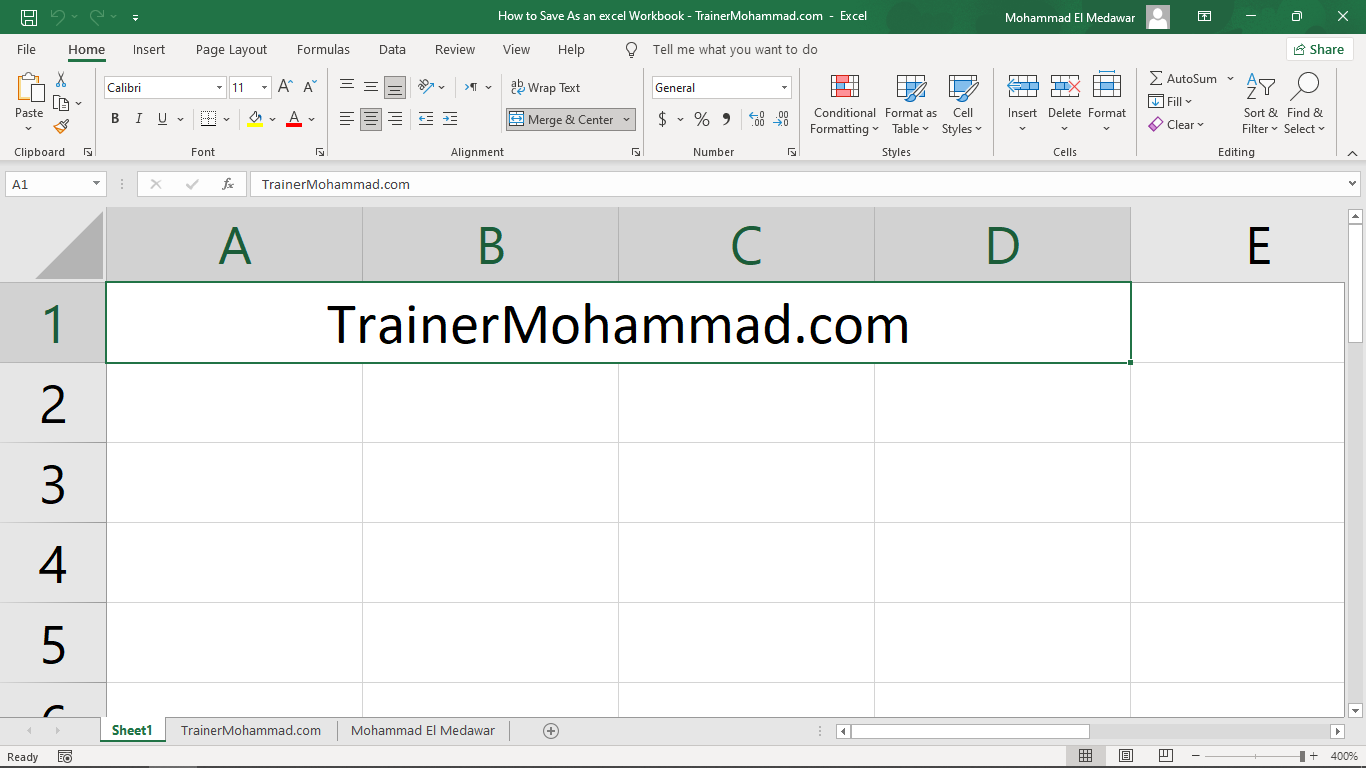 How to Save As an excel Workbook - TrainerMohammad.com - Excel
Mohammad El Medawar
File Home Insert Page Layout Formulas Data Review View Help Tell me what you want to do Share
Calibri 11 Wrap Text General AutoSum
Fill
Paste Conditional Formatting Format as Table Cell Styles Insert Delete Format Sort & Filter Find & Select
B I U Merge & Center $ % Clear
Clipboard Font Alignment Number Styles Cells Editing
A1 fx TrainerMohammad.com
A B C D E
1 TrainerMohammad.com
2
3
4
5
6
Sheet1 TrainerMohammad.com Mohammad El Medawar
Ready 400%